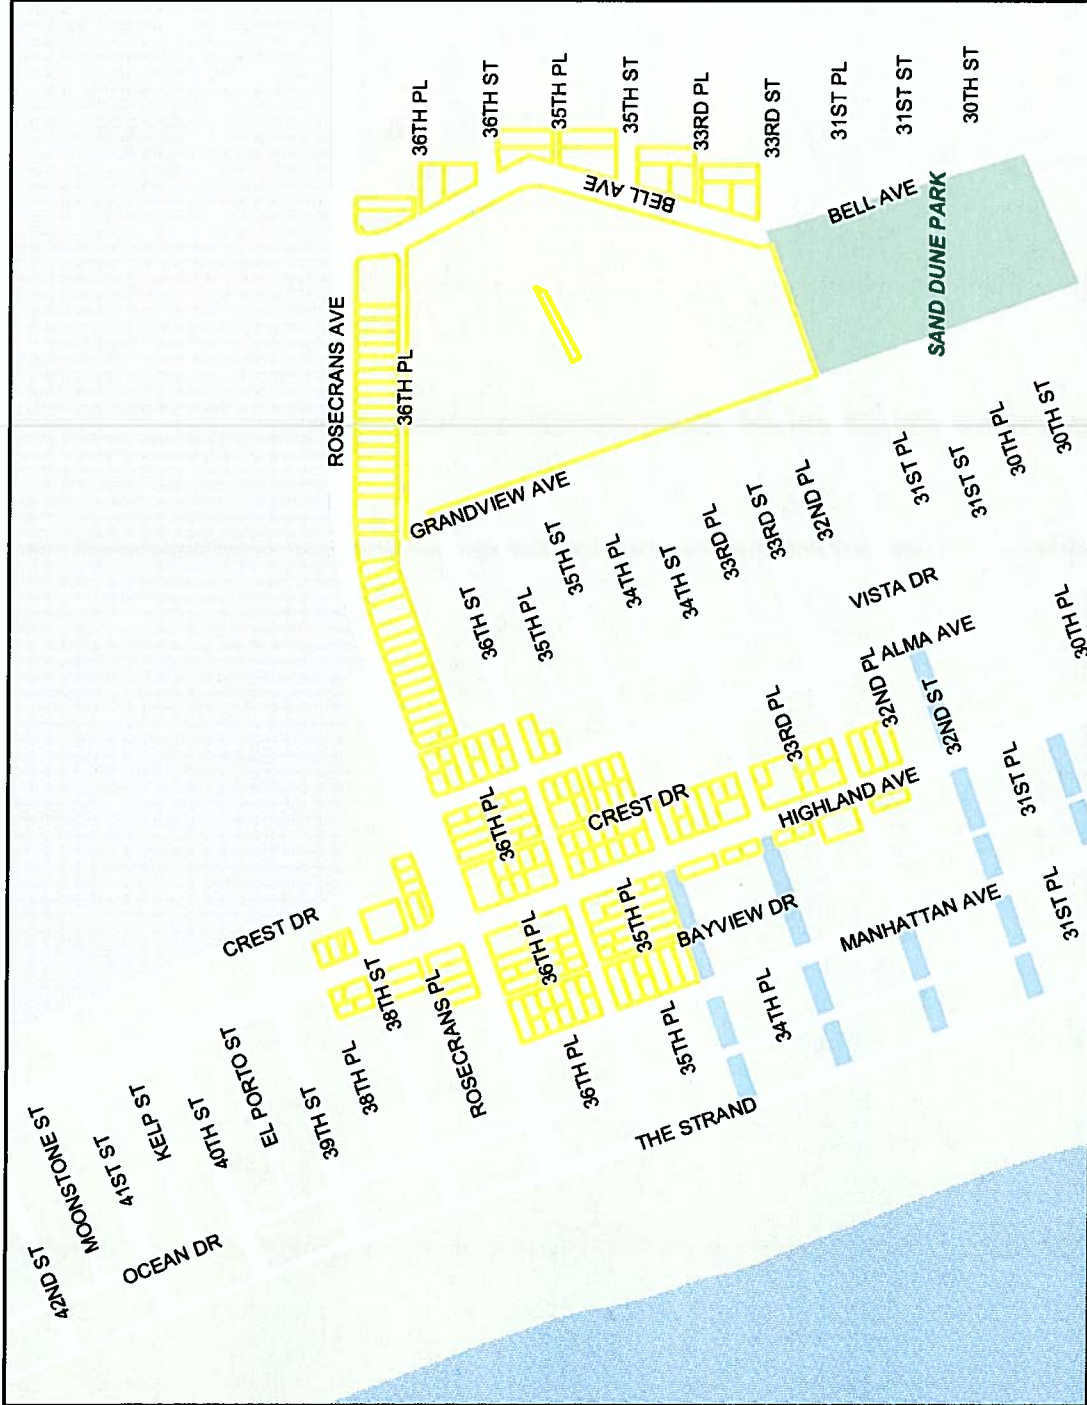 36TH PL
36TH ST
35TH PL
35TH ST
33RD PL
33RD ST
31ST PL
31ST ST
30TH ST
BELL AVE
BELL AVE
SAND DUNE PARK
ROSECRANS AVE
36TH PL
GRANDVIEW AVE
36TH ST
35TH PL
35TH ST
34TH PL
34TH ST
33RD PL
33RD ST
32ND PL
31ST PL
31ST ST
30TH PL
30TH ST
VISTA DR
ALMA AVE
30TH PL
33RD PL
32ND PL
32ND ST
31ST PL
36TH PL
CREST DR
HIGHLAND AVE
CREST DR
38TH ST
ROSECRANS PL
36TH PL
35TH PL
BAYVIEW DR
MANHATTAN AVE
31ST PL
34TH PL
35TH PL
36TH PL
ROSECRANS PL
38TH PL
39TH ST
EL PORTO ST
40TH ST
KELP ST
41ST ST
MOONSTONE ST
42ND ST
OCEAN DR
THE STRAND